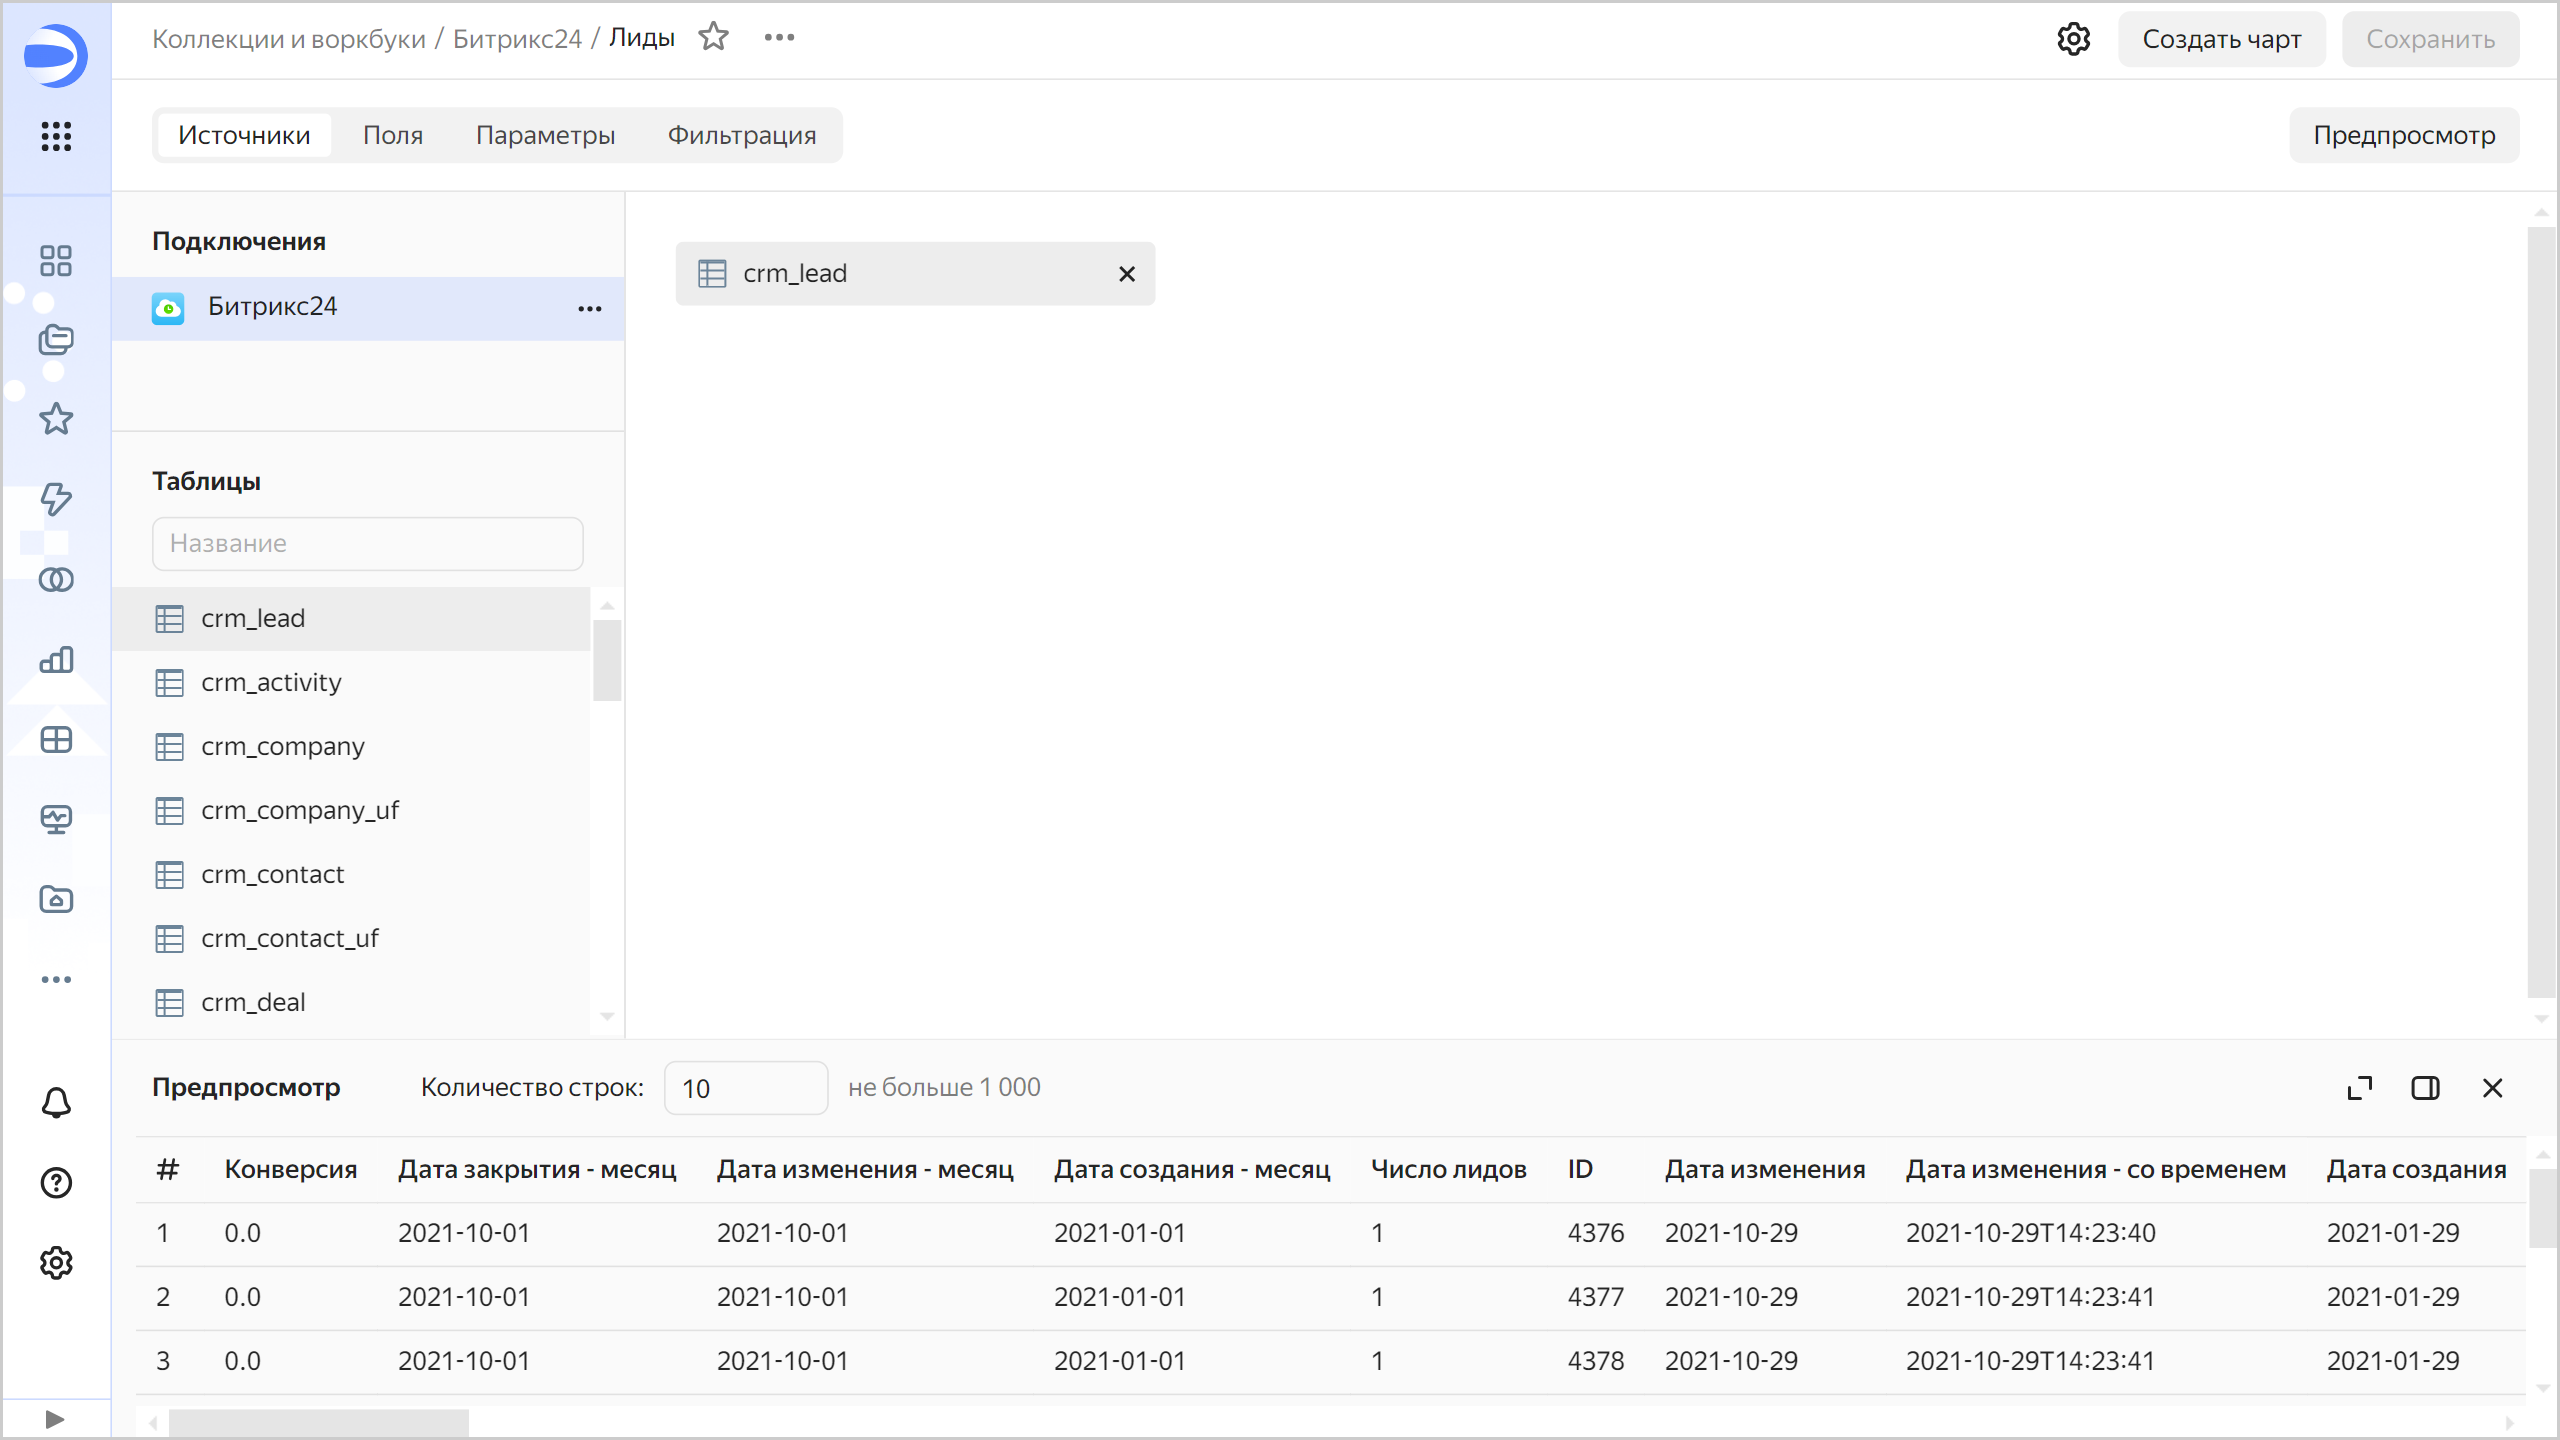 Коллекции и воркбуки / Битрикс24 / Лиды
Создать чарт
Сохранить
Источники
Поля
Параметры
Фильтрация
Предпросмотр
Подключения
Битрикс24
crm_lead
Таблицы
Название
crm_lead
crm_activity
crm_company
crm_company_uf
crm_contact
crm_contact_uf
crm_deal
Предпросмотр
Количество строк: 10 не больше 1 000
# Конверсия Дата закрытия - месяц Дата изменения - месяц Дата создания - месяц Число лидов ID Дата изменения Дата изменения - со временем Дата создания
1 0.0 2021-10-01 2021-10-01 2021-01-01 1 4376 2021-10-29 2021-10-29T14:23:40 2021-01-29
2 0.0 2021-10-01 2021-10-01 2021-01-01 1 4377 2021-10-29 2021-10-29T14:23:41 2021-01-29
3 0.0 2021-10-01 2021-10-01 2021-01-01 1 4378 2021-10-29 2021-10-29T14:23:41 2021-01-29